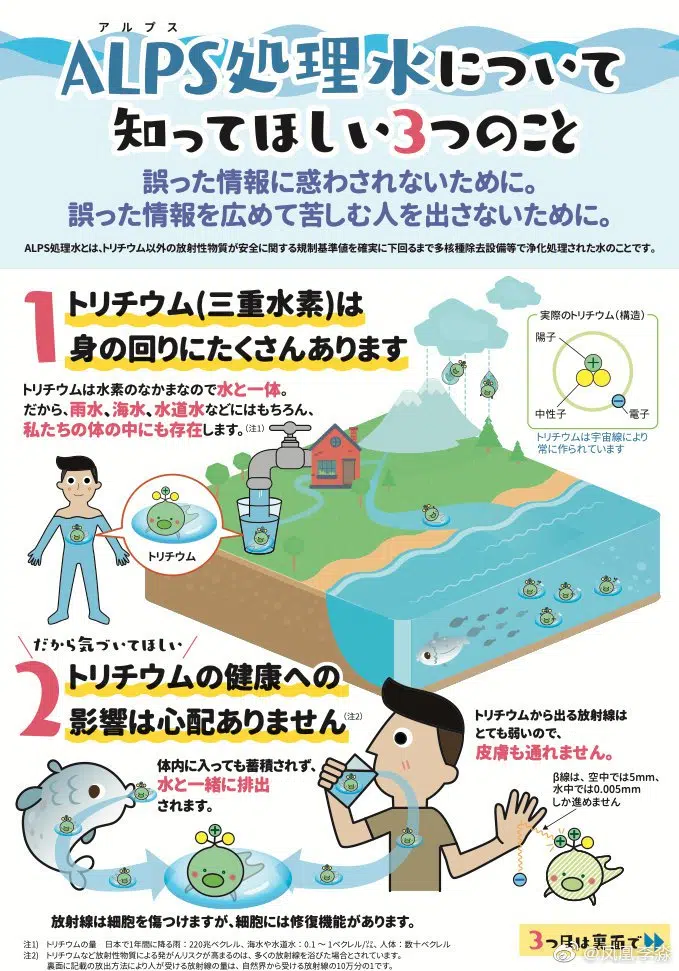 アルプス
ALPS処理水について
知ってほしい3つのこと
誤った情報に惑わされないために。
誤った情報を広めて苦しむ人を出さないために。
ALPS処理水とは、トリチウム以外の放射性物質が安全に関する規制基準値を確実に下回るまで多核種除去設備等で浄化処理された水のことです。
1 トリチウム(三重水素)は
身の回りにたくさんあります
トリチウムは水素のなかまなので水と一体。
だから、雨水、海水、水道水などにはもちろん、
私たちの体の中にも存在します。(注1)
実際のトリチウム(構造)
陽子
中性子
電子
トリチウムは宇宙線により
常に作られています
トリチウム
だから気づいてほしい
2 トリチウムの健康への
影響は心配ありません(注2)
体内に入っても蓄積されず、
水と一緒に排出
されます。
トリチウムから出る放射線は
とても弱いので、
皮膚も通れません。
β線は、空中では5mm、
水中では0.005mm
しか進めません
放射線は細胞を傷つけますが、細胞には修復機能があります。
注1) トリチウムの量 日本で1年間に降る雨:220兆ベクレル、海水や水道水:0.1~1ベクレル/㍑、人体:数十ベクレル
注2) トリチウムなど放射性物質による発がんリスクが高まるのは、多くの放射線を浴びた場合とされています。
裏面に記載の放出方法により人が受ける放射線の量は、自然界から受ける放射線の10万分の1です。
3つ目は裏面で
@凤凰李淼